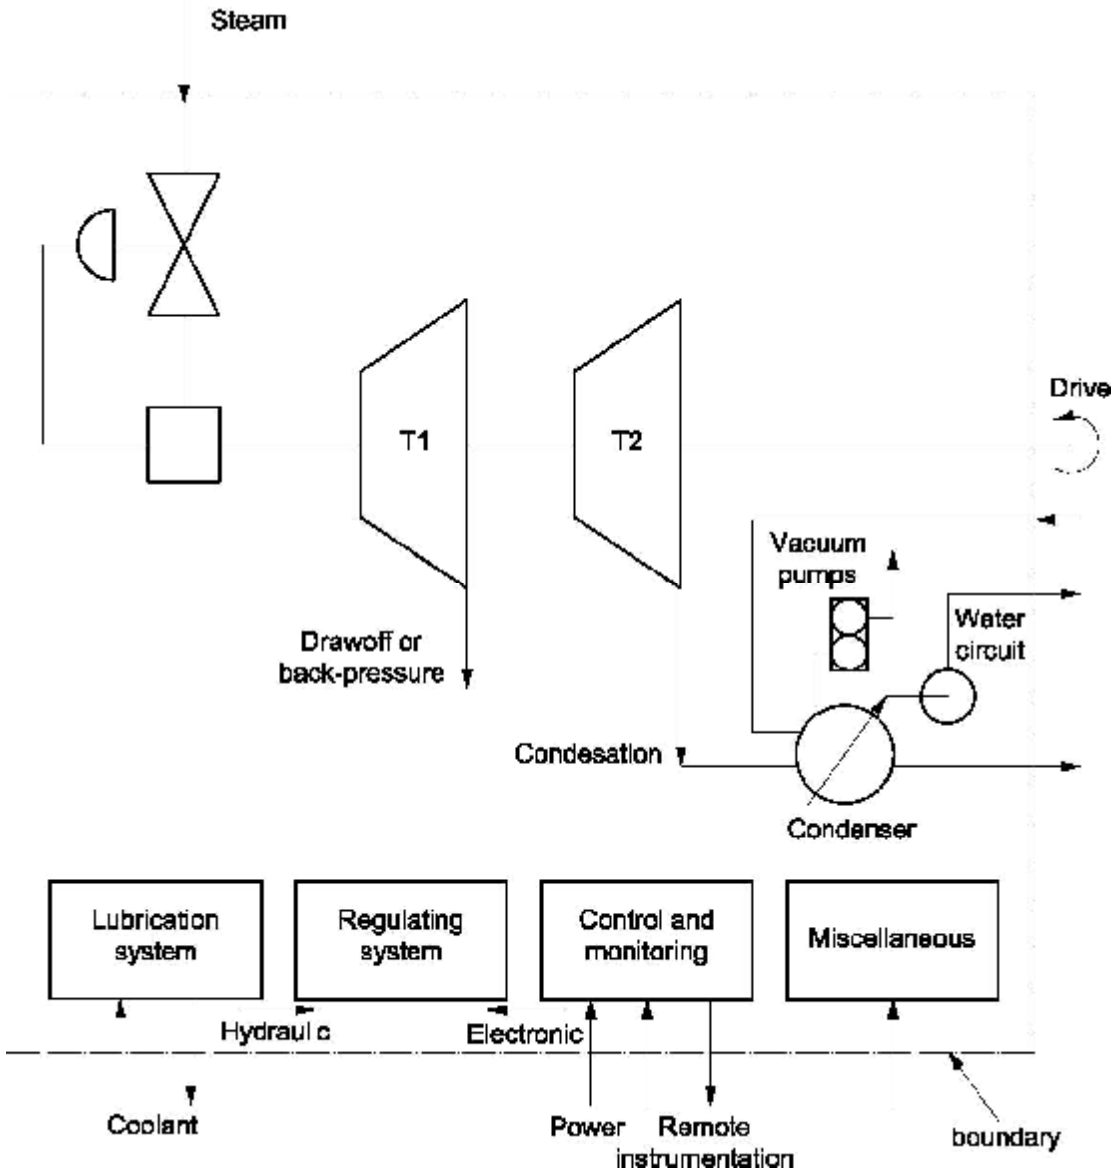 Steam
T1
T2
Drive
Vacuum
pumps
Water
circuit
Drawoff or
back-pressure
Condesation
Condenser
Lubrication
system
Regulating
system
Control and
monitoring
Miscellaneous
Hydraulic
Electronic
Coolant
Power
Remote
instrumentation
boundary